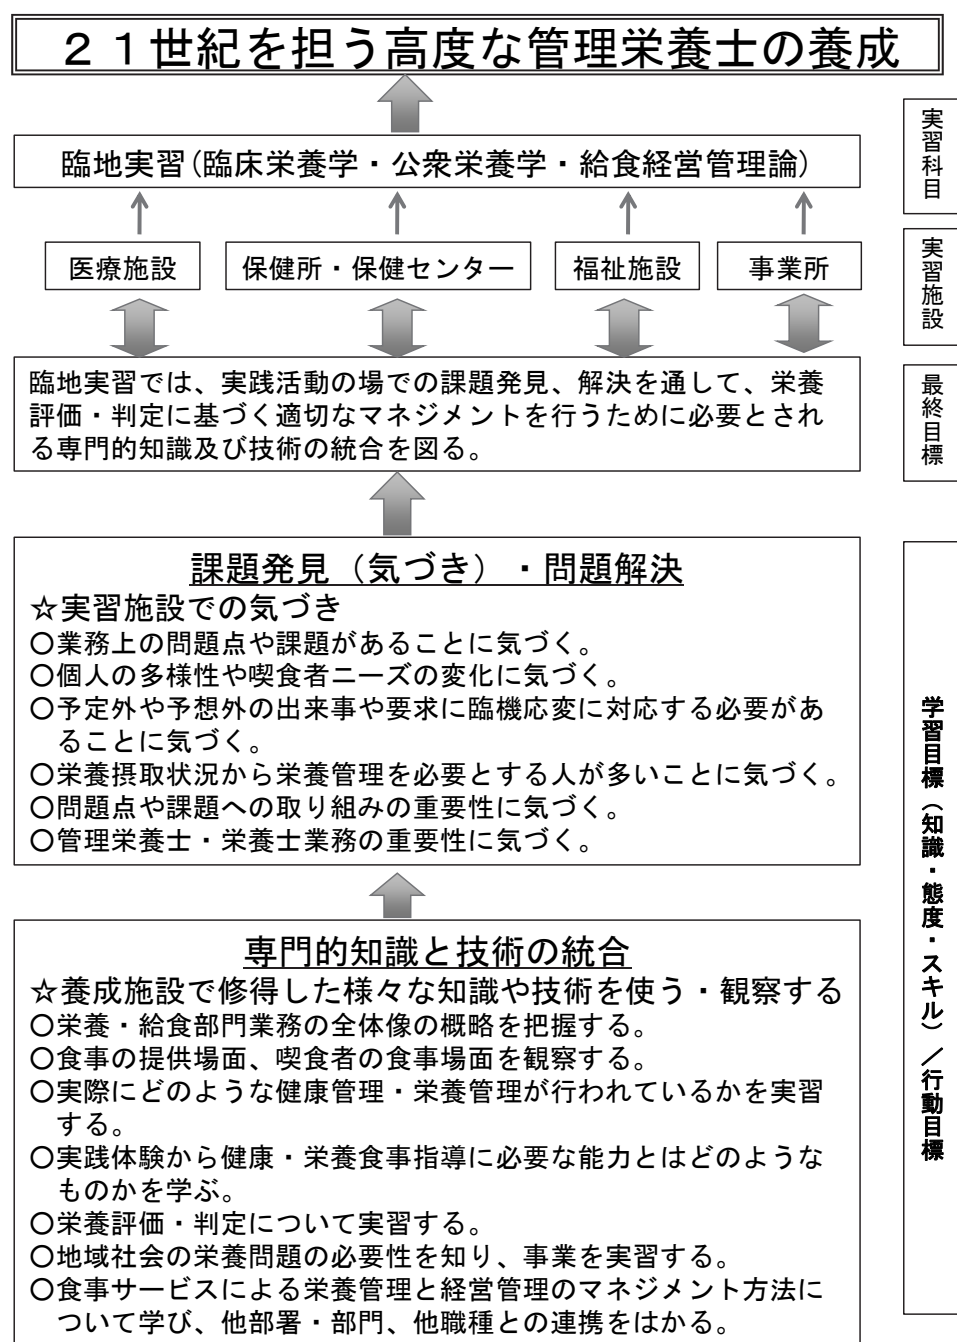 ２１世紀を担う高度な管理栄養士の養成
実習科目
臨地実習(臨床栄養学・公衆栄養学・給食経営管理論)
実習施設
医療施設
保健所・保健センター
福祉施設
事業所
最終目標
臨地実習では、実践活動の場での課題発見、解決を通して、栄養
評価・判定に基づく適切なマネジメントを行うために必要とされ
る専門的知識及び技術の統合を図る。
学習目標（知識・態度・スキル）／行動目標
課題発見（気づき）・問題解決
☆実習施設での気づき
○業務上の問題点や課題があることに気づく。
○個人の多様性や喫食者ニーズの変化に気づく。
○予定外や予想外の出来事や要求に臨機応変に対応する必要があ
ることに気づく。
○栄養摂取状況から栄養管理を必要とする人が多いことに気づく。
○問題点や課題への取り組みの重要性に気づく。
○管理栄養士・栄養士業務の重要性に気づく。
専門的知識と技術の統合
☆養成施設で修得した様々な知識や技術を使う・観察する
○栄養・給食部門業務の全体像の概略を把握する。
○食事の提供場面、喫食者の食事場面を観察する。
○実際にどのような健康管理・栄養管理が行われているかを実習
する。
○実践体験から健康・栄養食事指導に必要な能力とはどのような
ものかを学ぶ。
○栄養評価・判定について実習する。
○地域社会の栄養問題の必要性を知り、事業を実習する。
○食事サービスによる栄養管理と経営管理のマネジメント方法に
ついて学び、他部署・部門、他職種との連携をはかる。